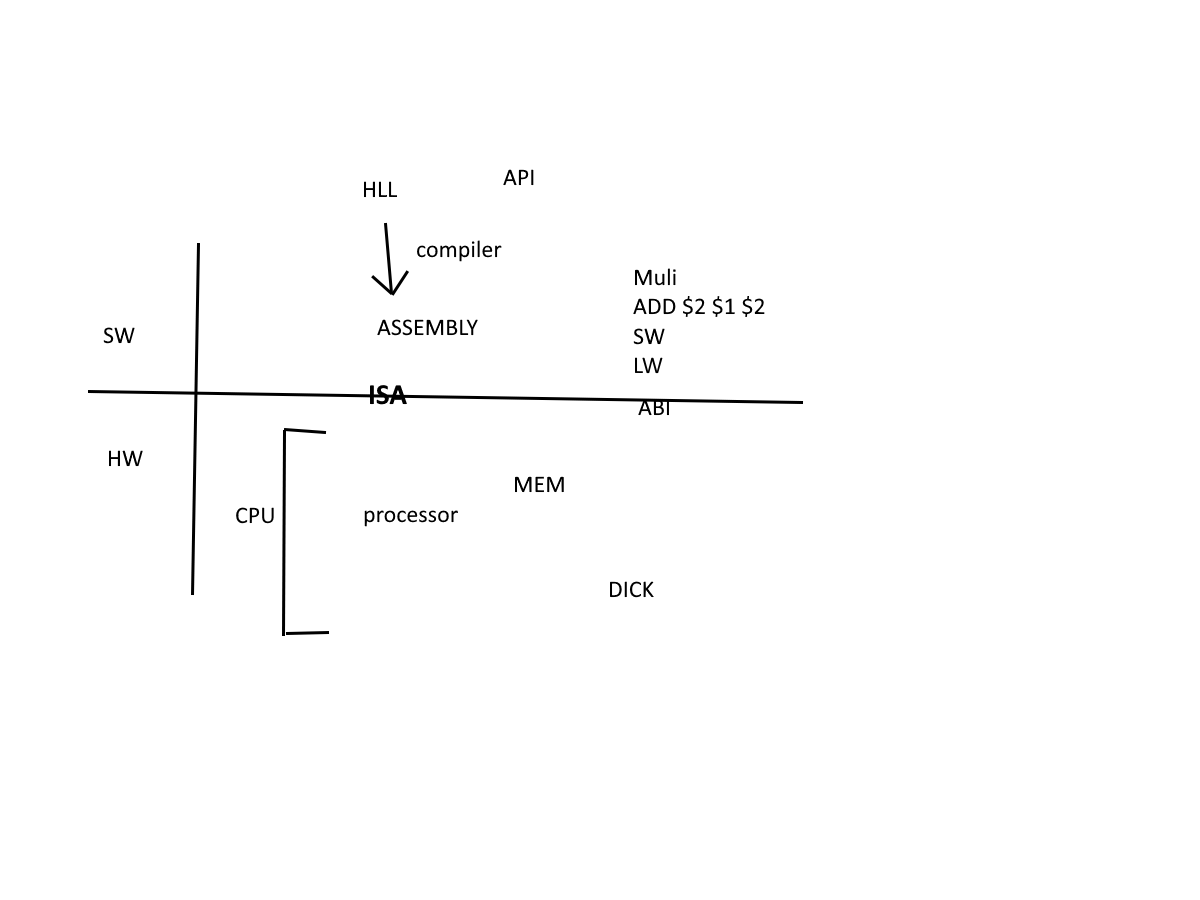 API
HLL
compiler
Muli
ADD $2 $1 $2
SW
LW
ASSEMBLY
SW
ISA
ABI
HW
MEM
CPU
processor
DICK